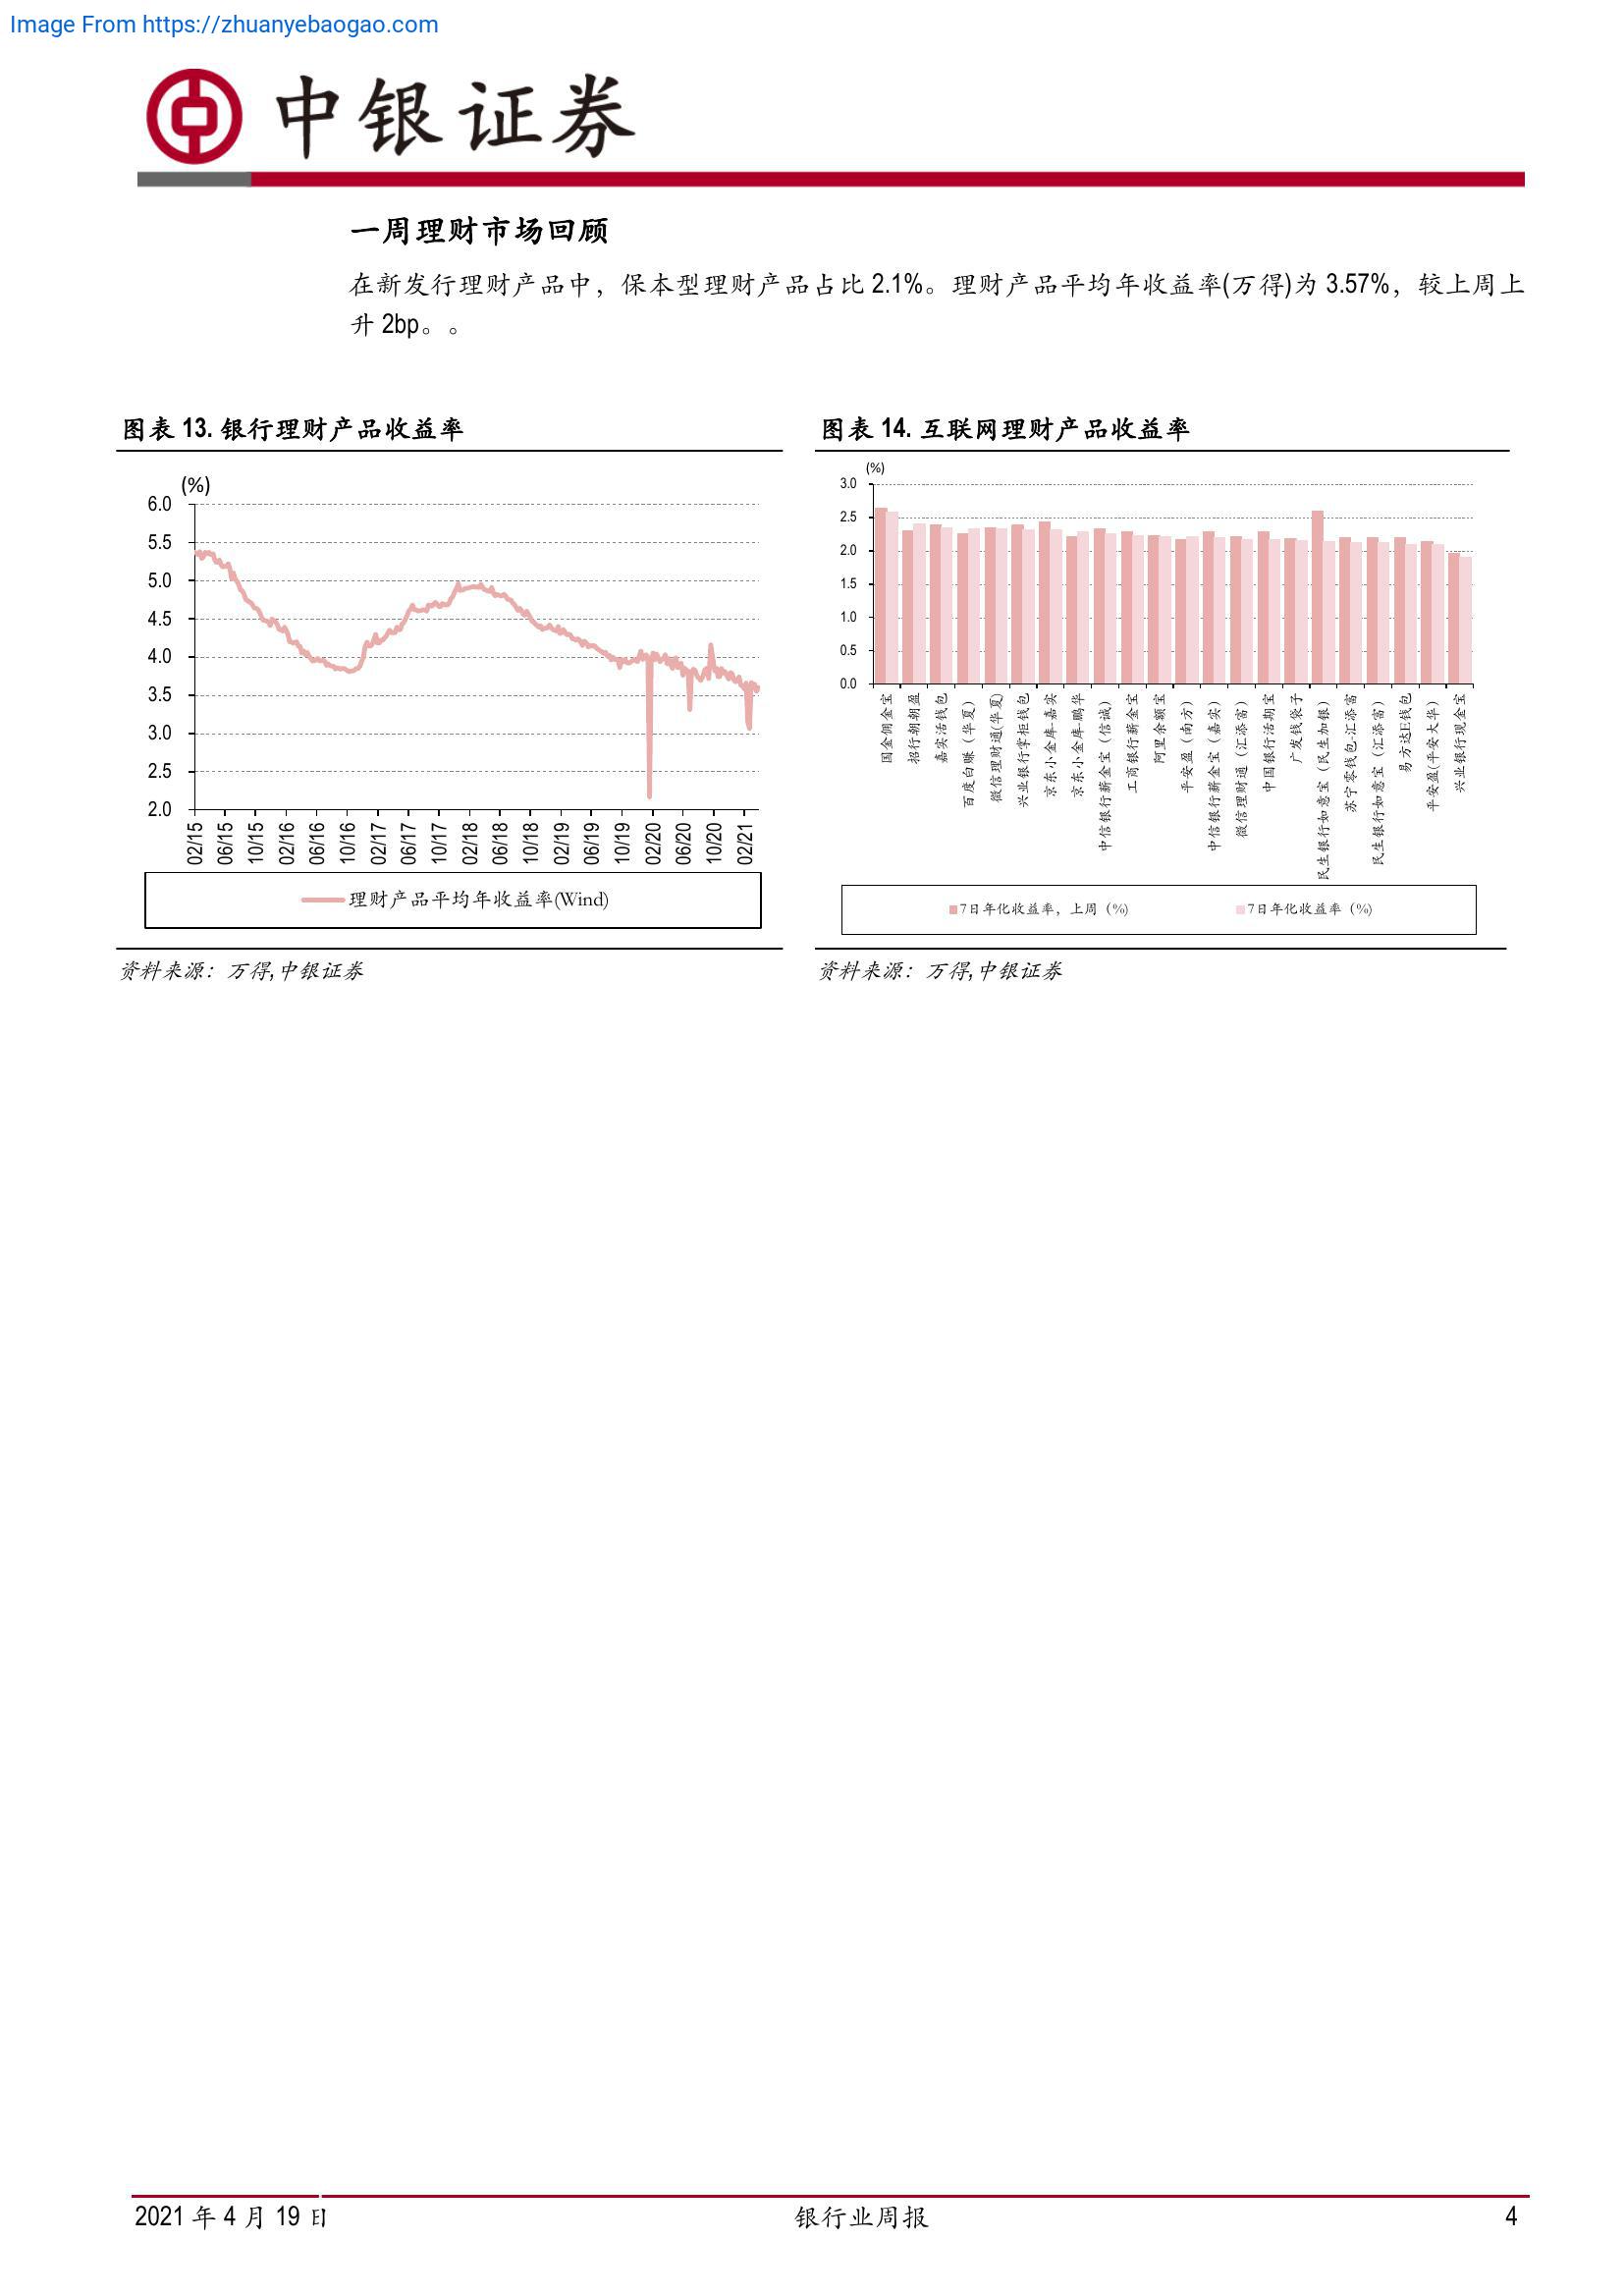 Image From https://zhuanyebaogao.com
中银证券
一周理财市场回顾
在新发行理财产品中，保本型理财产品占比 2.1%。理财产品平均年收益率(万得)为 3.57%，较上周上
升 2bp。。
图表 13. 银行理财产品收益率
(%)
6.0
5.5
5.0
4.5
4.0
3.5
3.0
2.5
2.0
02/15
06/15
10/15
02/16
06/16
10/16
02/17
06/17
10/17
02/18
06/18
10/18
02/19
06/19
10/19
02/20
06/20
10/20
02/21
理财产品平均年收益率(Wind)
资料来源：万得,中银证券
图表 14. 互联网理财产品收益率
(%)
3.0
2.5
2.0
1.5
1.0
0.5
0.0
国金佣金宝
招行朝朝盈
嘉实活钱包
百度百赚（华夏）
微信理财通(华夏)
兴业银行掌柜钱包
京东小金库-嘉实
京东小金库-鹏华
中信银行薪金宝（信诚）
工商银行薪金宝
阿里余额宝
平安盈（南方）
中信银行薪金宝（嘉实）
微信理财通（汇添富）
中国银行活期宝
广发钱袋子
民生银行如意宝（民生加银）
苏宁零钱包-汇添富
民生银行如意宝（汇添富）
易方达E钱包
平安盈(平安大华）
兴业银行现金宝
7日年化收益率，上周（%)
7日年化收益率（%)
资料来源：万得,中银证券
2021 年 4 月 19 日
银行业周报
4